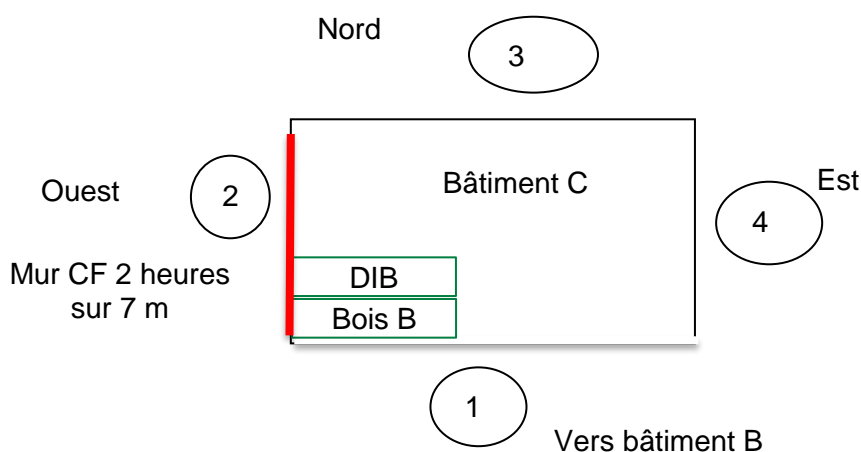 Nord
3
Ouest
2
Bâtiment C
Est
4
Mur CF 2 heures
sur 7 m
DIB
Bois B
1
Vers bâtiment B